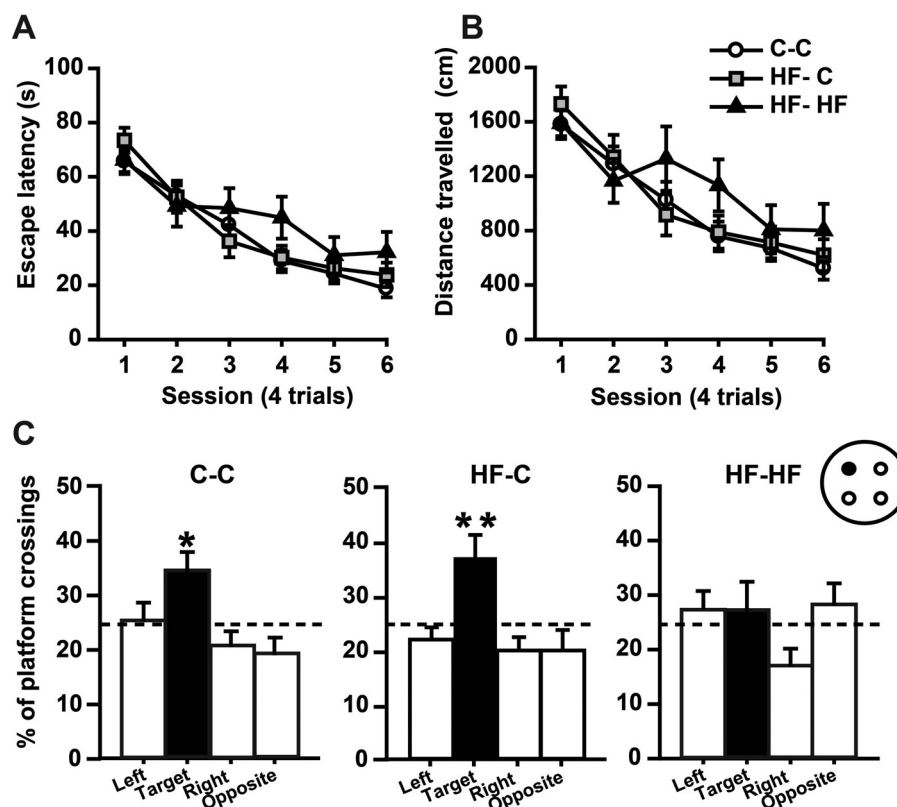 A
Escape latency (s)
100
80
60
40
20
0
1 2 3 4 5 6
Session (4 trials)
B
Distance travelled (cm)
2000
1600
1200
800
400
0
1 2 3 4 5 6
Session (4 trials)
C-C
HF- C
HF- HF
C
% of platform crossings
C-C
50
40
30
20
10
0
*
Left Target Right Opposite
HF-C
50
40
30
20
10
0
**
Left Target Right Opposite
HF-HF
50
40
30
20
10
0
Left Target Right Opposite